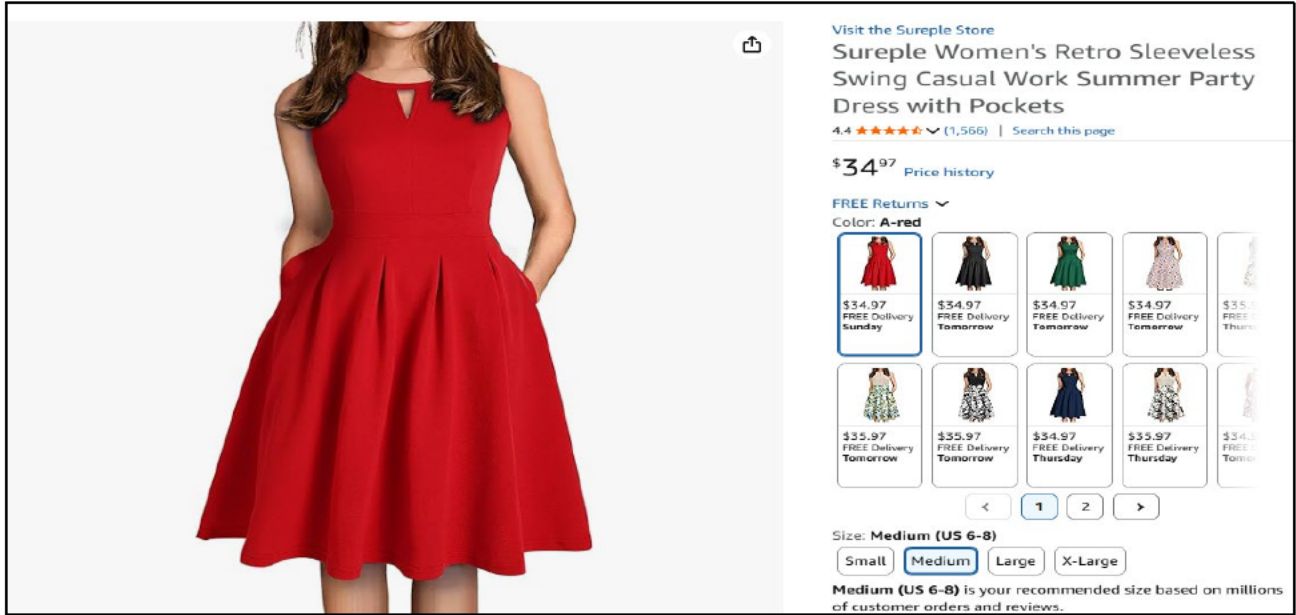 Visit the Sureple Store
Sureple Women's Retro Sleeveless
Swing Casual Work Summer Party
Dress with Pockets
4.4 (1,566) | Search this page
$34.97 Price history
FREE Returns
Color: A-red
$34.97
FREE Delivery
Sunday
$34.97
FREE Delivery
Tomorrow
$34.97
FREE Delivery
Tomorrow
$34.97
FREE Delivery
Tomorrow
$35.97
FREE Delivery
Tomorrow
$35.97
FREE Delivery
Tomorrow
$34.97
FREE Delivery
Thursday
$35.97
FREE Delivery
Thursday
1 2
Size: Medium (US 6-8)
Small Medium Large X-Large
Medium (US 6-8) is your recommended size based on millions
of customer orders and reviews.